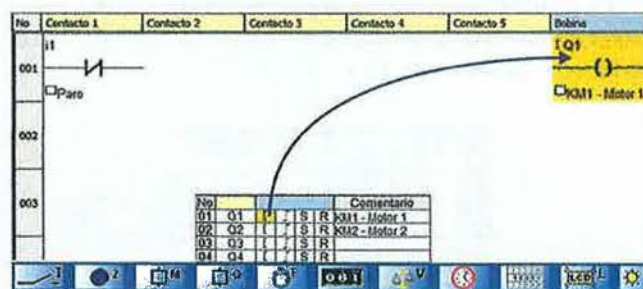 No Contacto 1 Contacto 2 Contacto 3 Contacto 4 Contacto 5 Bobina
i1 [ Q1
001
Paro KM1 - Motor 1
002
003
No Comentario
01 Q1 [ ∫ S R KM1 - Motor 1
02 Q2 [ ∫ S R KM2 - Motor 2
03 Q3 [ ∫ S R
04 Q4 [ ∫ S R
I Z M Q T V L